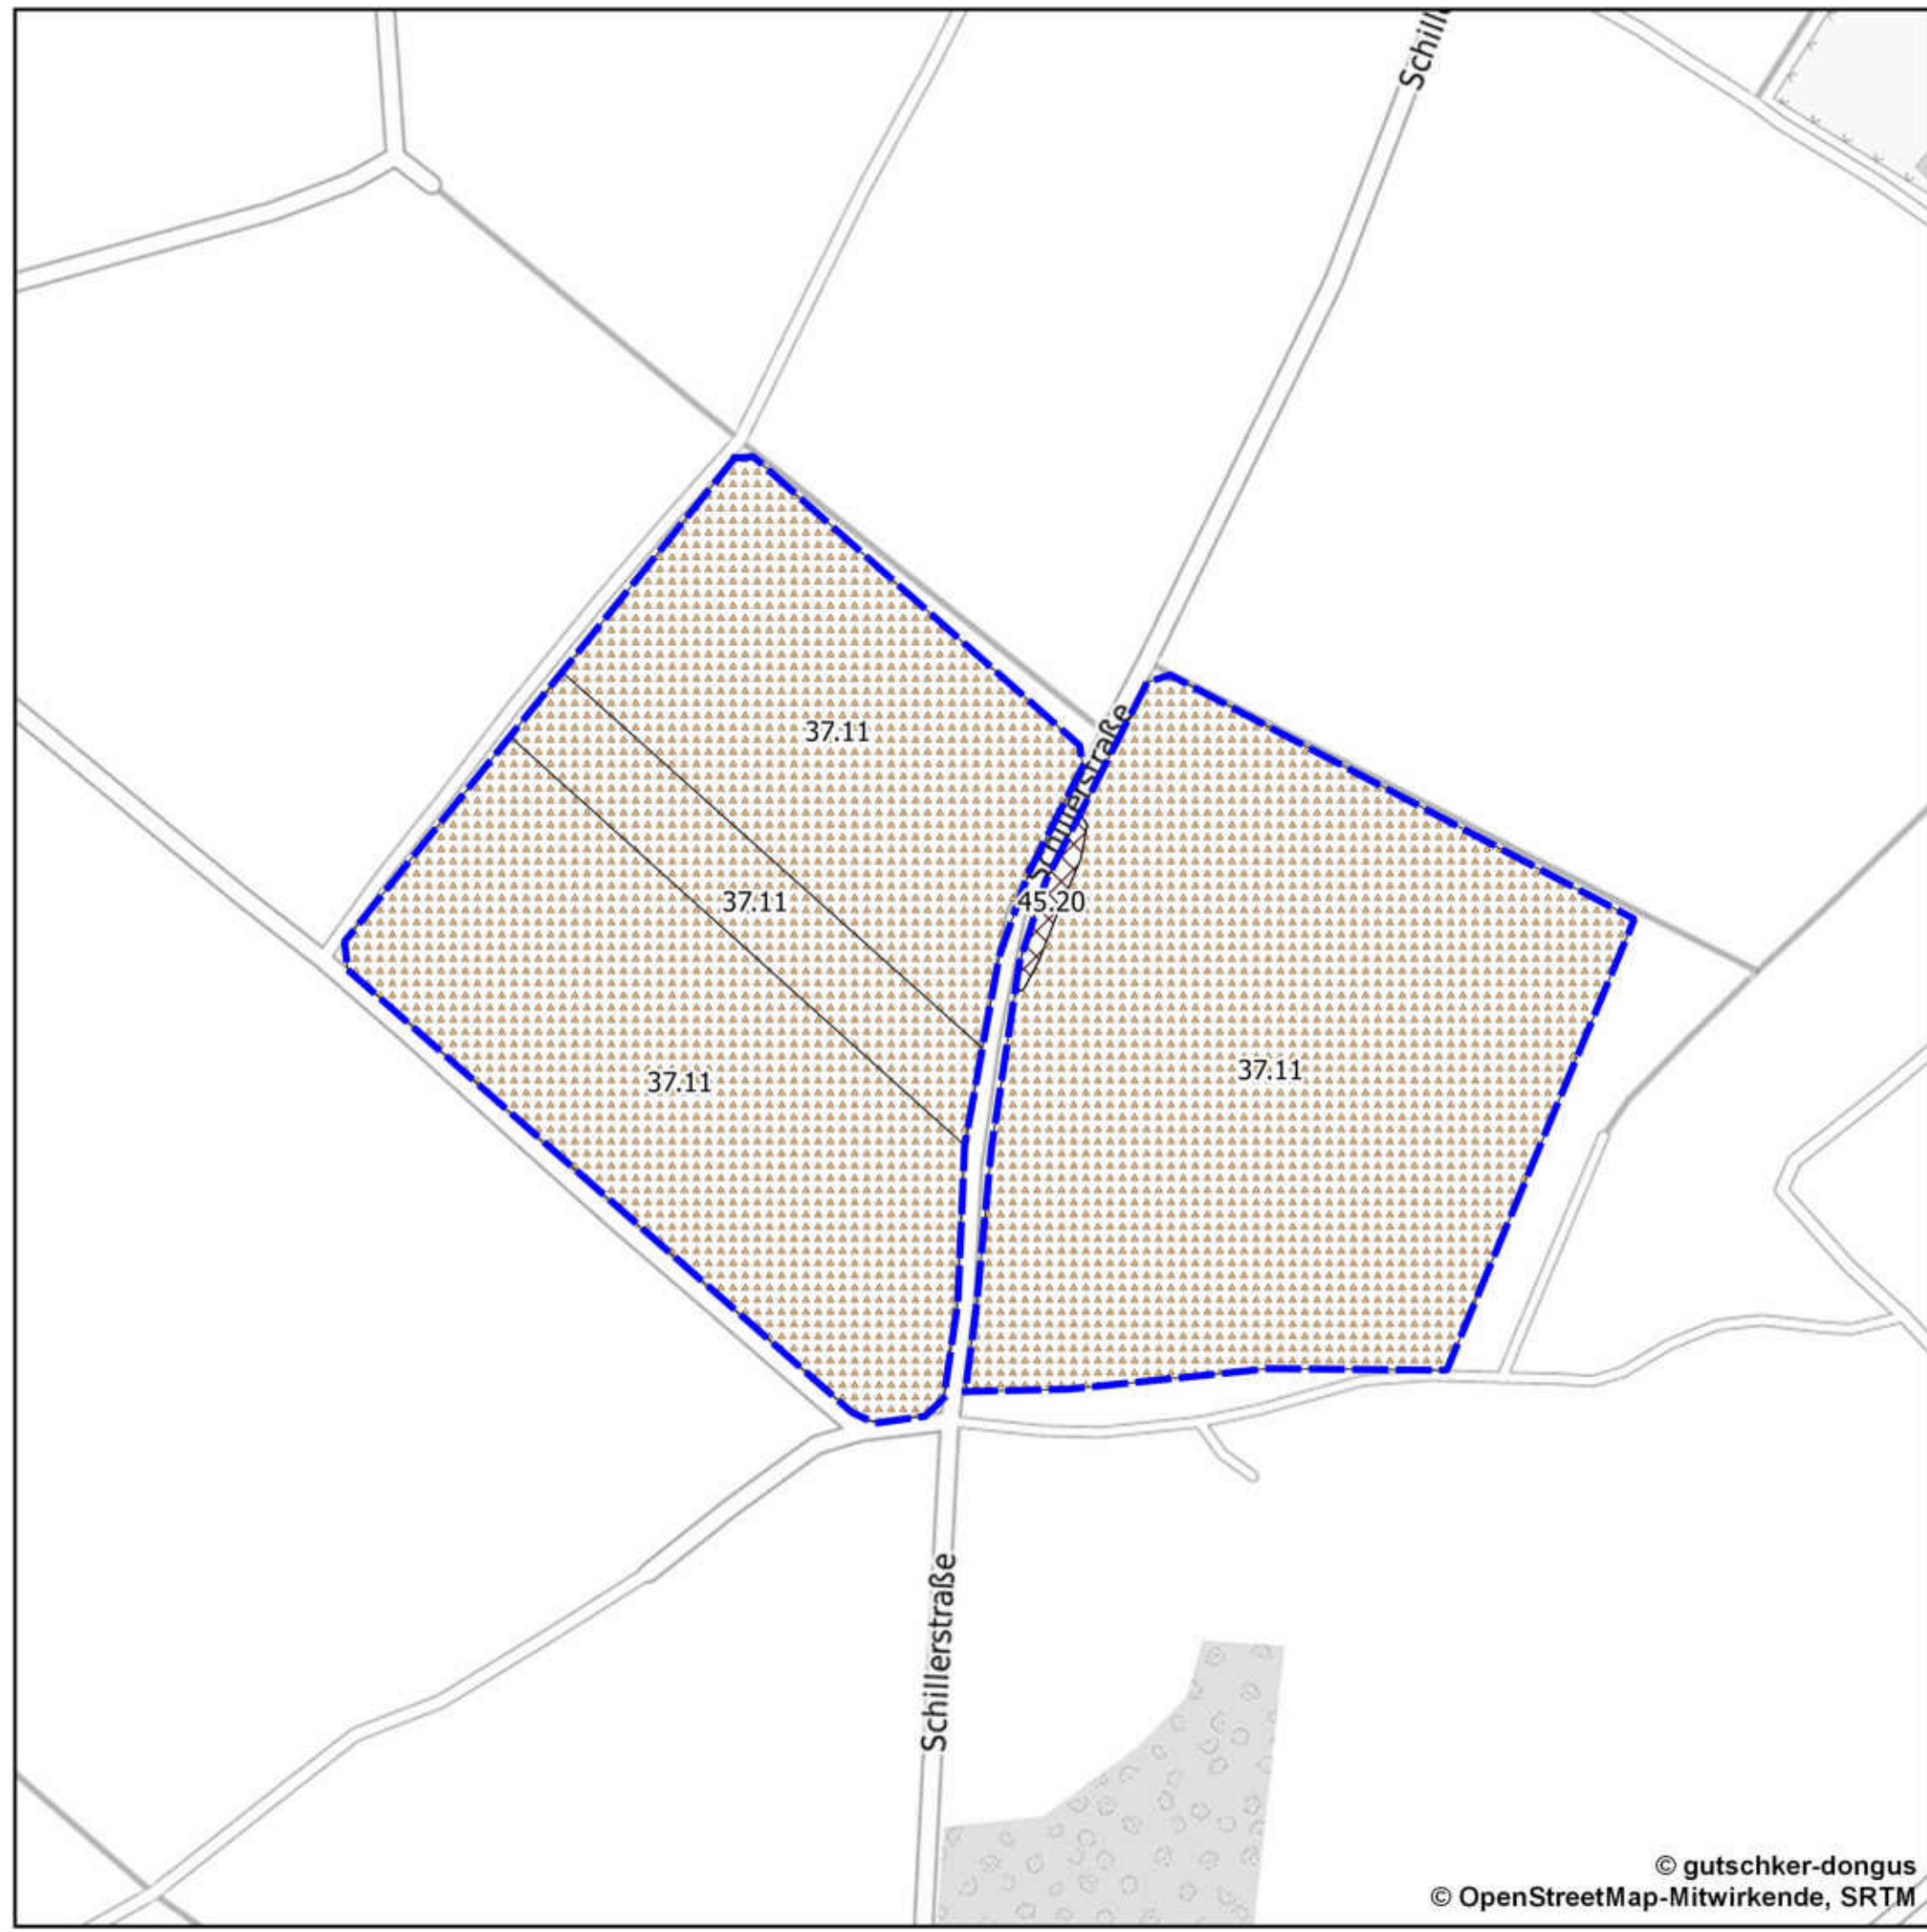 Schill
37.11
Schillerstraße
37.11
45.20
37.11
37.11
Schillerstraße
© gutschker-dongus
© OpenStreetMap-Mitwirkende, SRTM